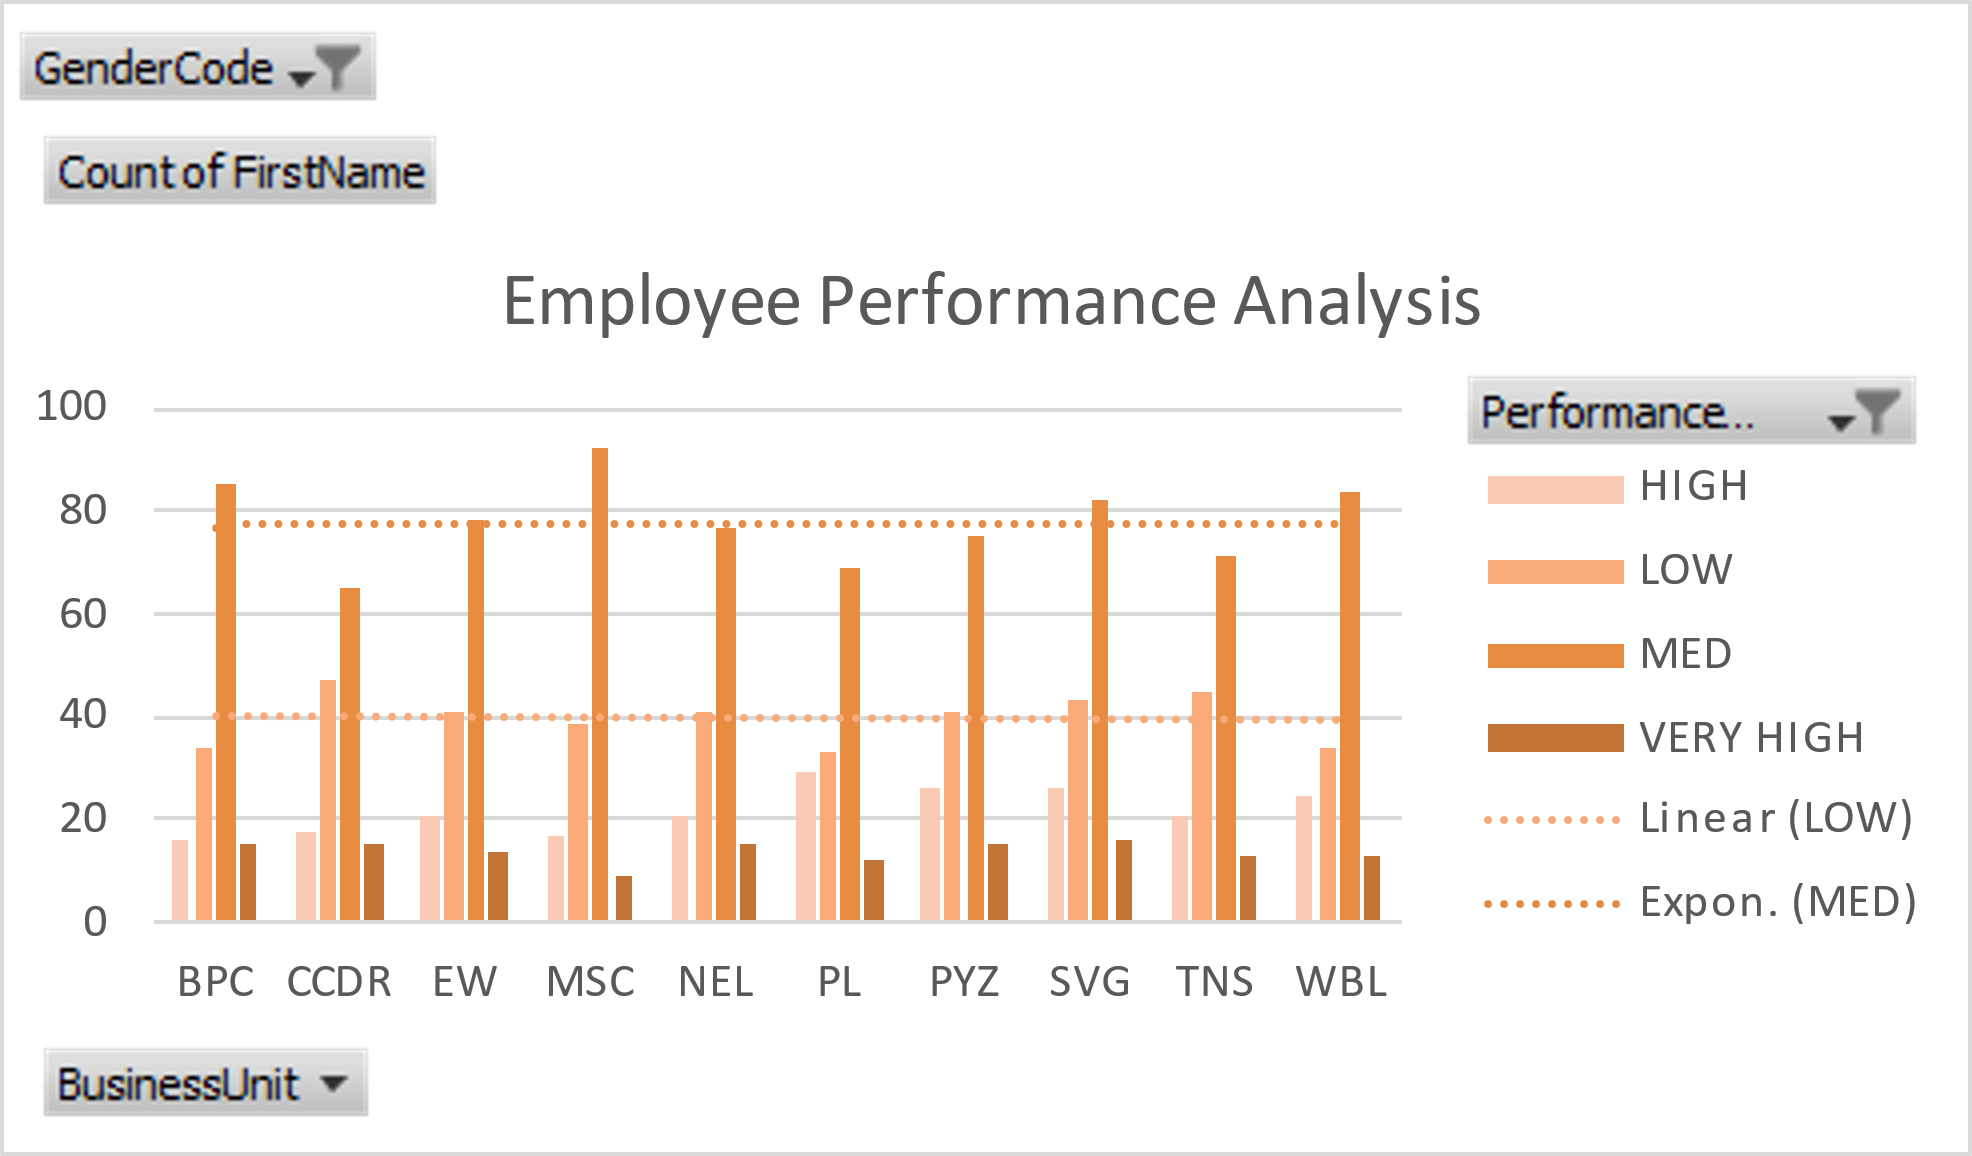 GenderCode
Count of FirstName
Employee Performance Analysis
100
80
60
40
20
0
BPC CCDR EW MSC NEL PL PYZ SVG TNS WBL
Performance...
HIGH
LOW
MED
VERY HIGH
Linear (LOW)
Expon. (MED)
BusinessUnit